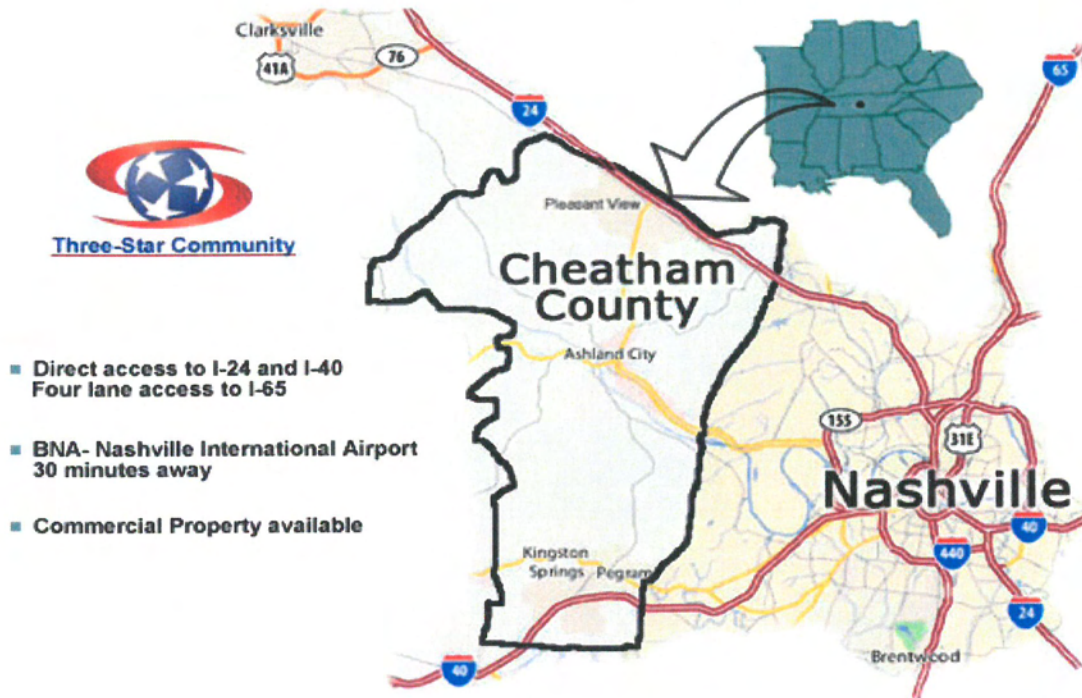 Clarksville
41A
76
24
65
Three-Star Community
Pleasant View
Cheatham
County
Ashland City
Direct access to I-24 and I-40
Four lane access to I-65
BNA- Nashville International Airport
30 minutes away
Commercial Property available
155
31E
Nashville
40
440
Kingston
Springs
Pegram
24
Brentwood
40